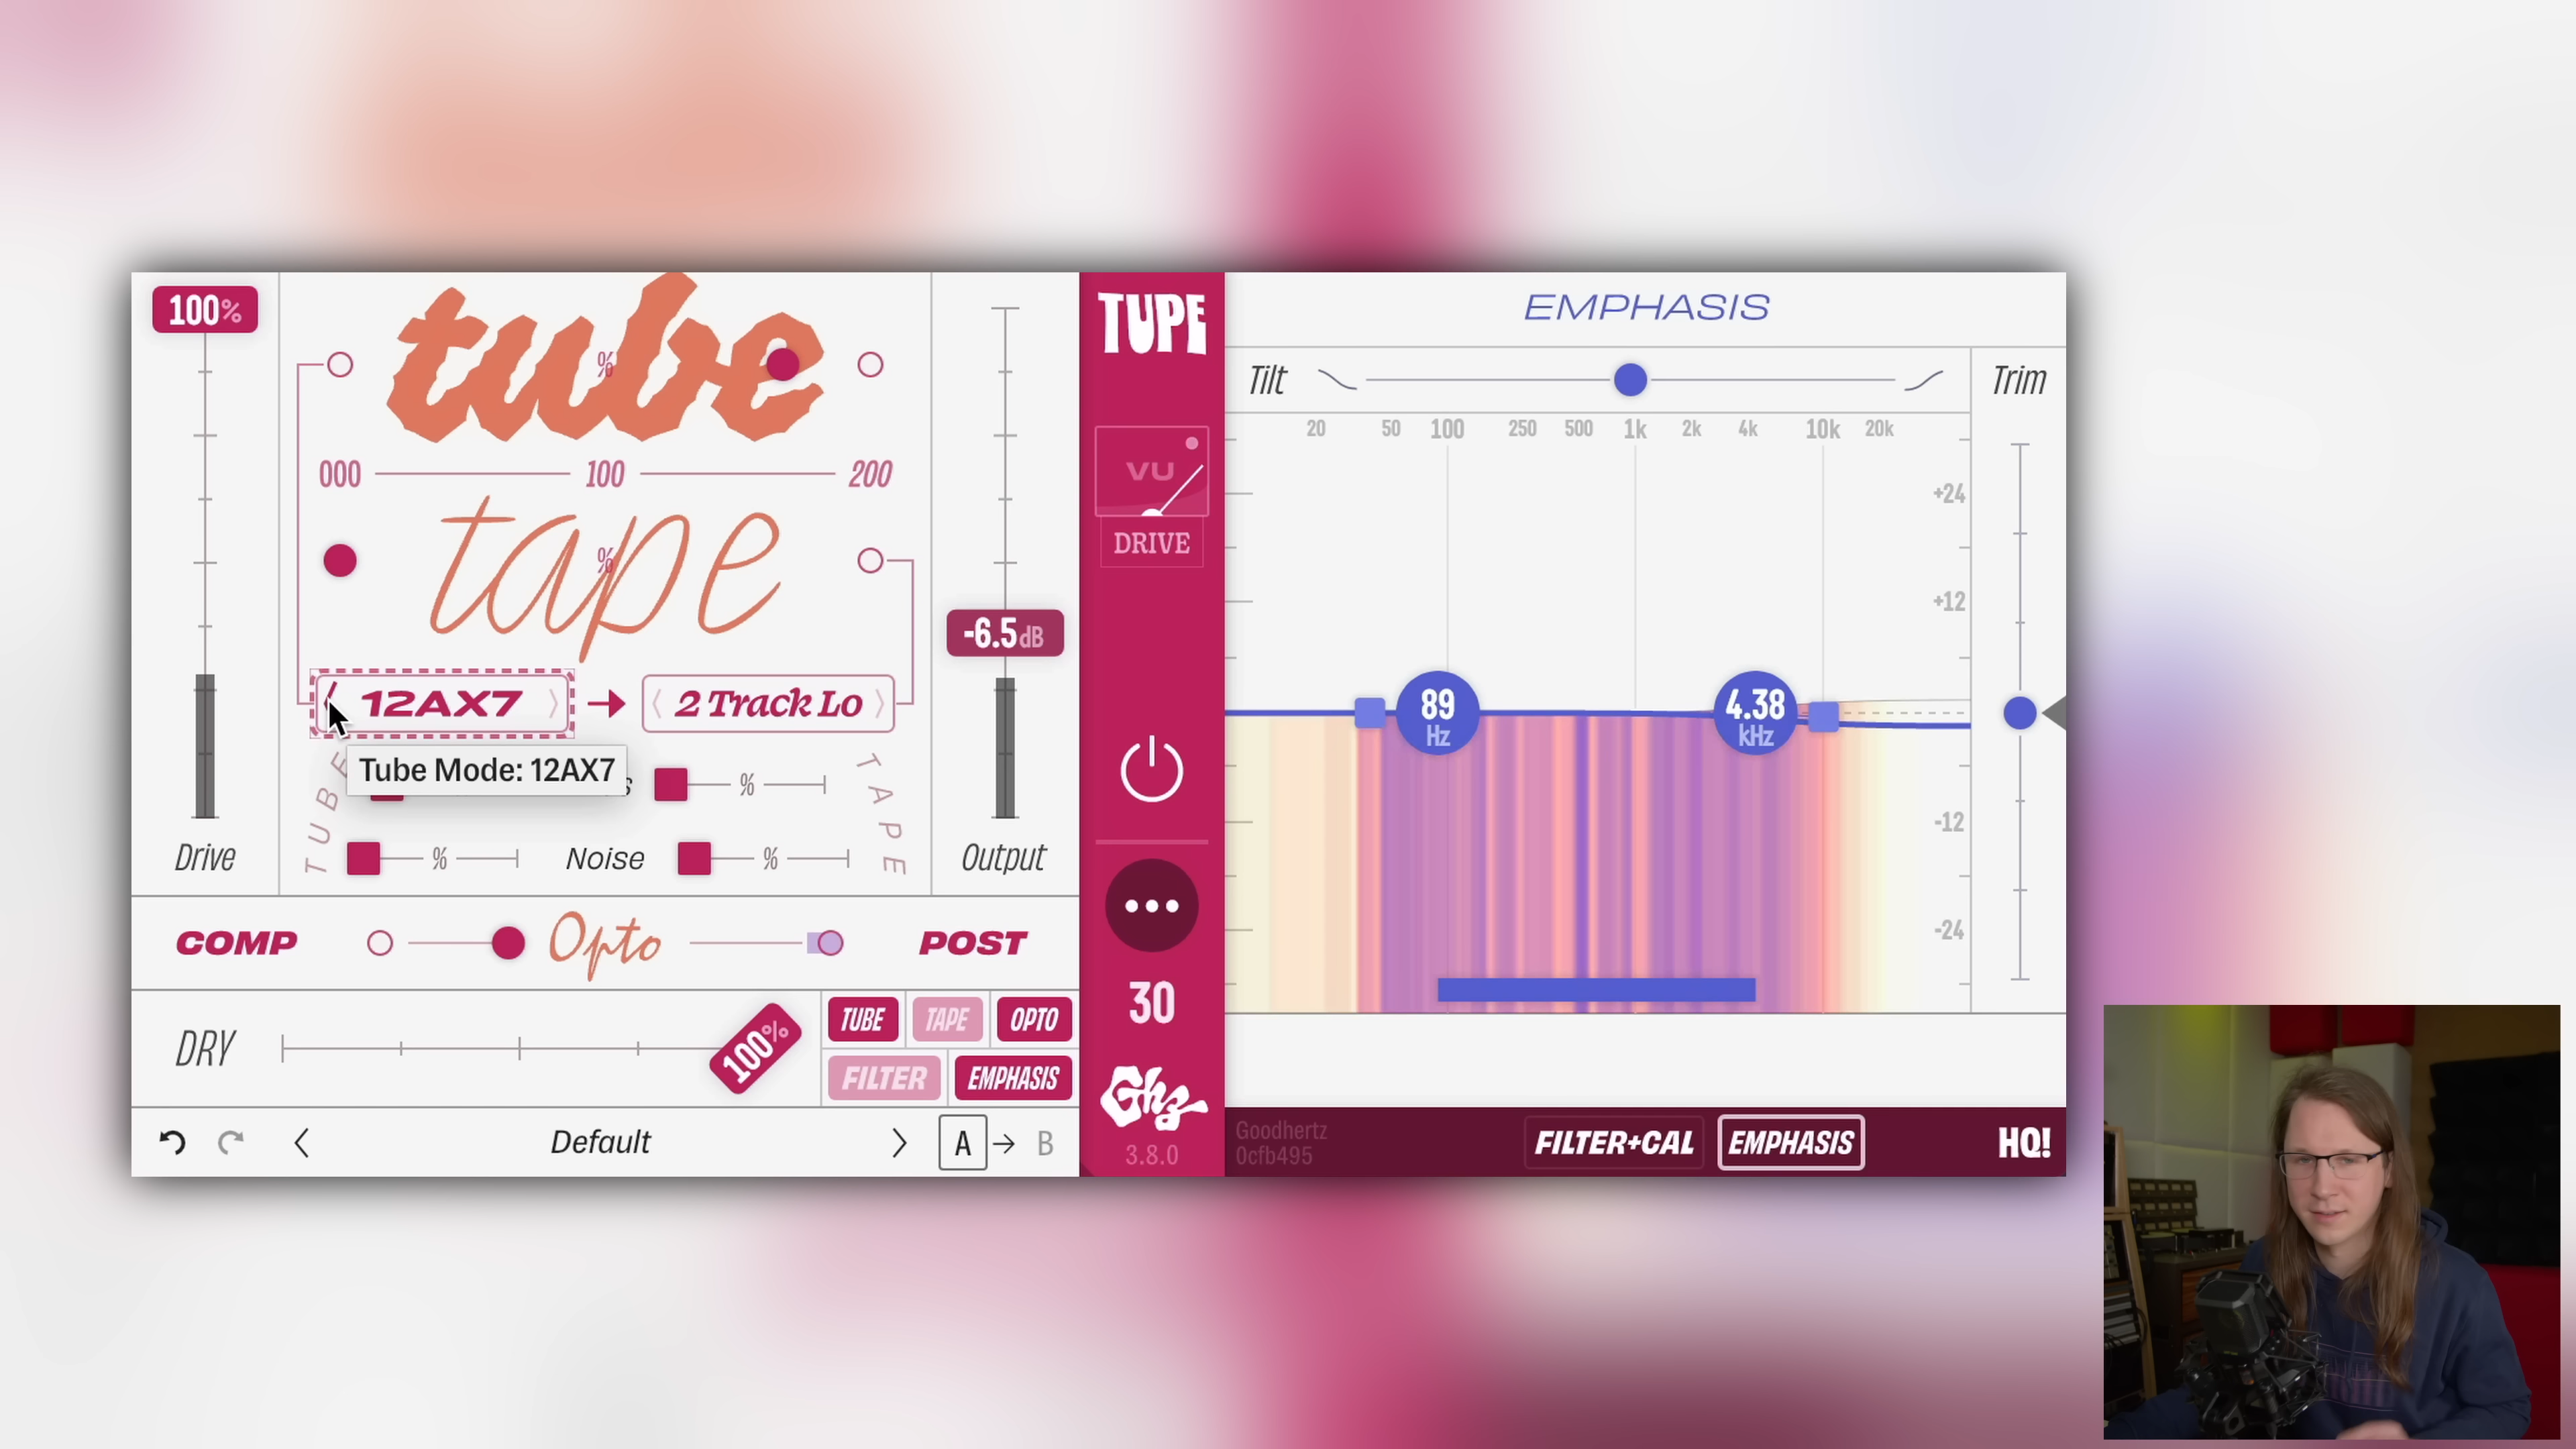 100%
tube
%
000 100 200
tape
%
-6.5 dB
12AX7
2 Track Lo
Tube Mode: 12AX7
s
%
TUBE
TAPE
% Noise %
Drive
Output
COMP
Opto
POST
DRY
100%
TUBE TAPE OPTO
FILTER EMPHASIS
Default
A B
TUPE
VU
DRIVE
30
Ghz
3.8.0
EMPHASIS
Tilt
Trim
20 50 100 250 500 1k 2k 4k 10k 20k
+24
+12
89
Hz
4.38
kHz
-12
-24
Goodhertz
0cfb495
FILTER+CAL
EMPHASIS
HQ!